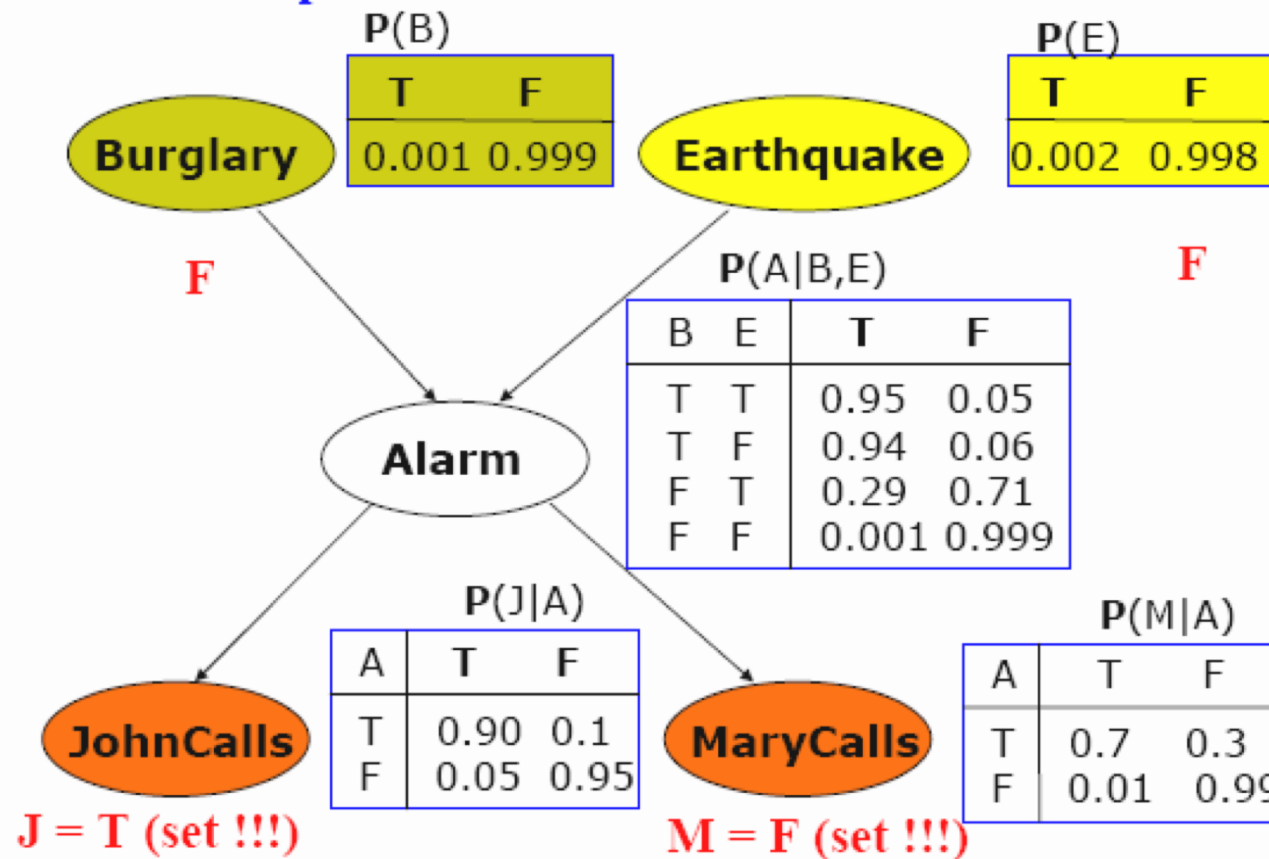 P(B)
T F
0.001 0.999
Burglary
P(E)
T F
0.002 0.998
Earthquake
F
F
P(A|B,E)
B E T F
T T 0.95 0.05
T F 0.94 0.06
F T 0.29 0.71
F F 0.001 0.999
Alarm
P(J|A)
A T F
T 0.90 0.1
F 0.05 0.95
P(M|A)
A T F
T 0.7 0.3
F 0.01 0.99
JohnCalls
MaryCalls
J = T (set !!!)
M = F (set !!!)